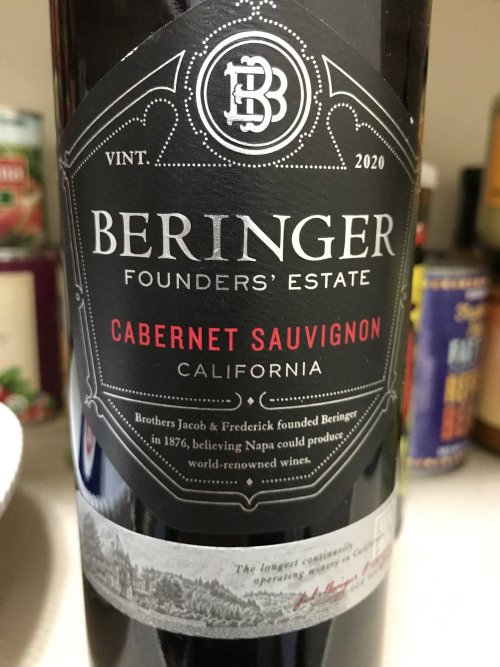 BB
VINT. 2020
BERINGER
FOUNDERS' ESTATE
CABERNET SAUVIGNON
CALIFORNIA
Brothers Jacob & Frederick founded Beringer
in 1876, believing Napa could produce
world-renowned wines.
The longest continually
operating winery in